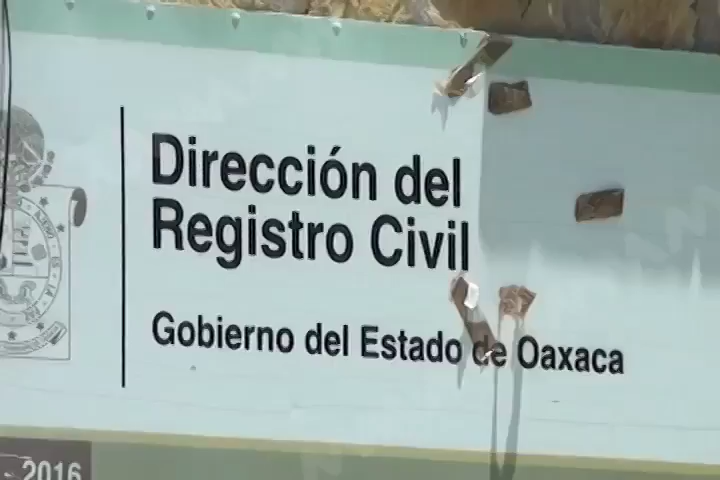 Dirección del
Registro Civil
Gobierno del Estado de Oaxaca
- 2016